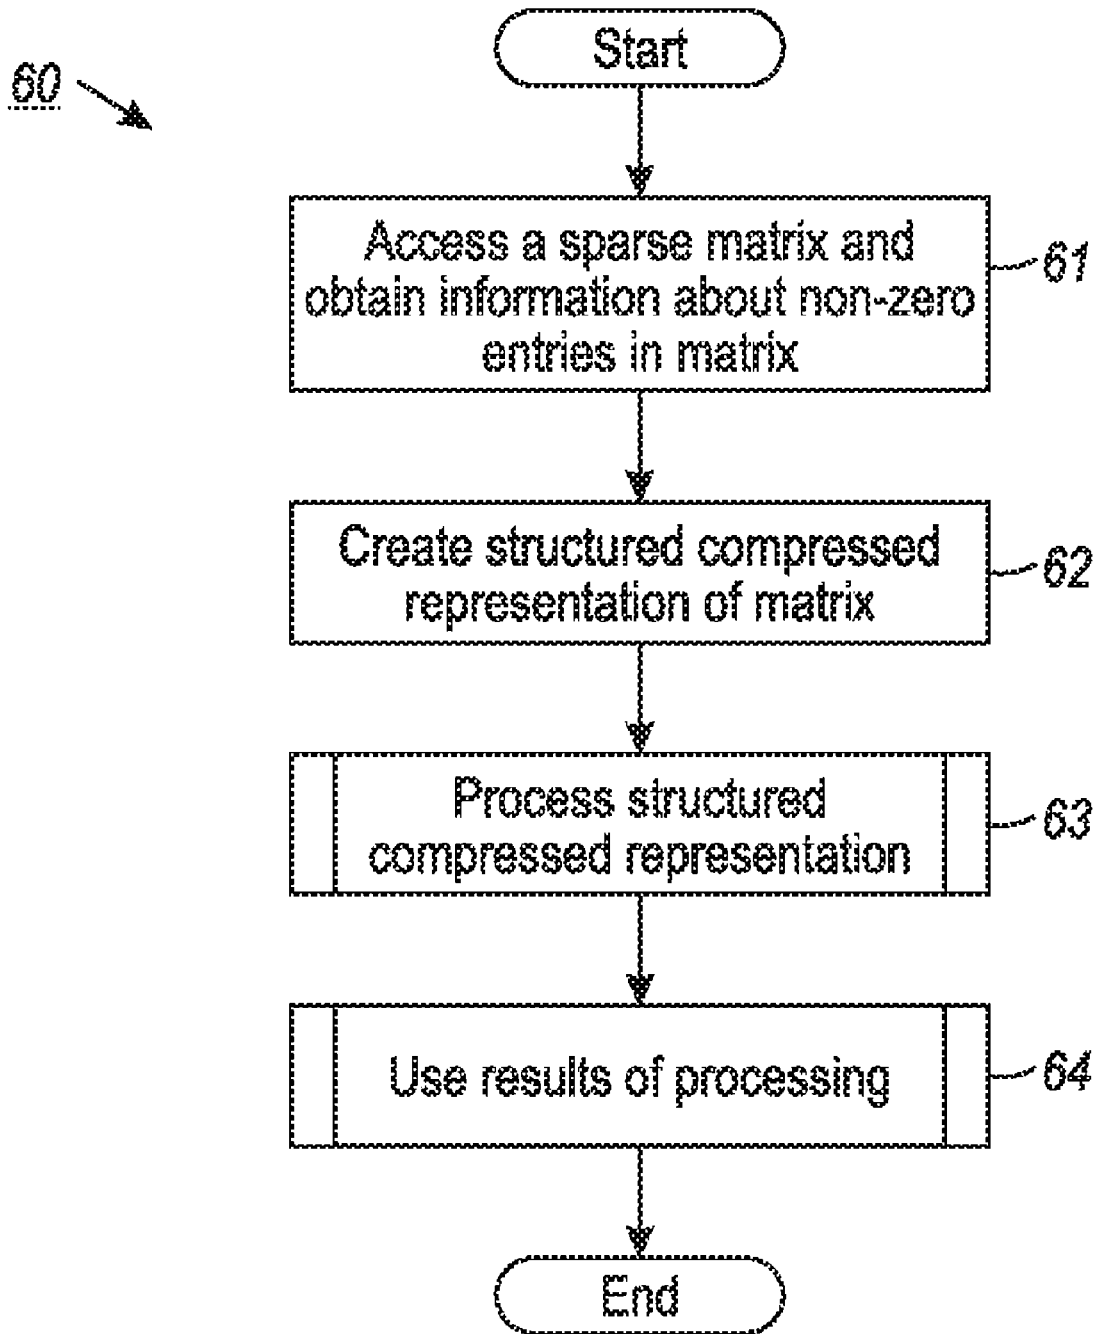 Start
60
Access a sparse matrix and
obtain information about non-zero
entries in matrix
61
Create structured compressed
representation of matrix
62
Process structured
compressed representation
63
Use results of processing
64
End